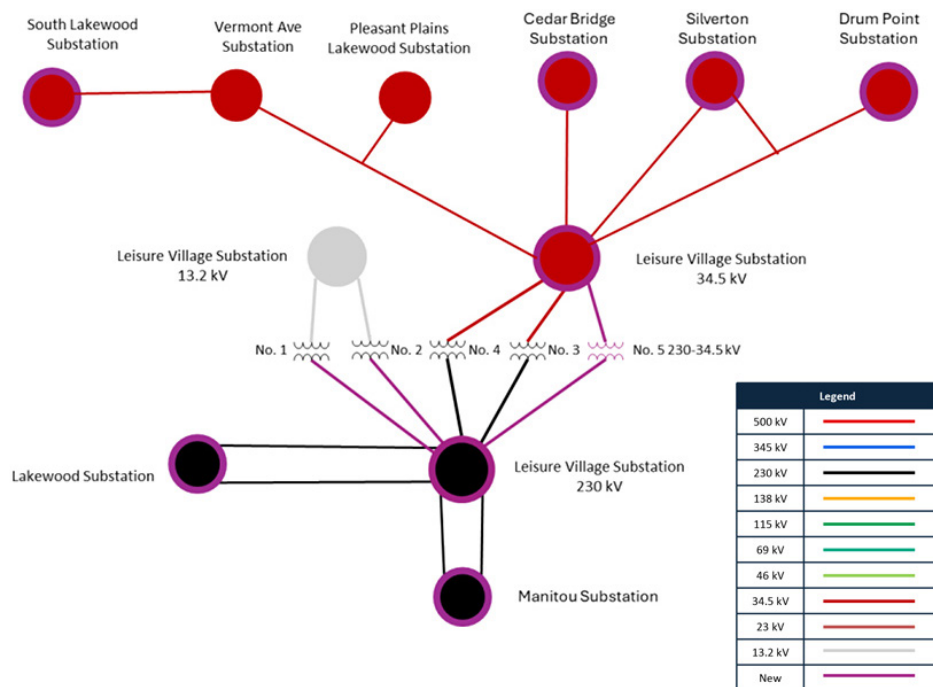 South Lakewood
Substation
Vermont Ave
Substation
Pleasant Plains
Lakewood Substation
Cedar Bridge
Substation
Silverton
Substation
Drum Point
Substation
Leisure Village Substation
13.2 kV
Leisure Village Substation
34.5 kV
No. 1
No. 2
No. 4
No. 3
No. 5 230-34.5 kV
Lakewood Substation
Leisure Village Substation
230 kV
Manitou Substation
Legend
500 kV
345 kV
230 kV
138 kV
115 kV
69 kV
46 kV
34.5 kV
23 kV
13.2 kV
New